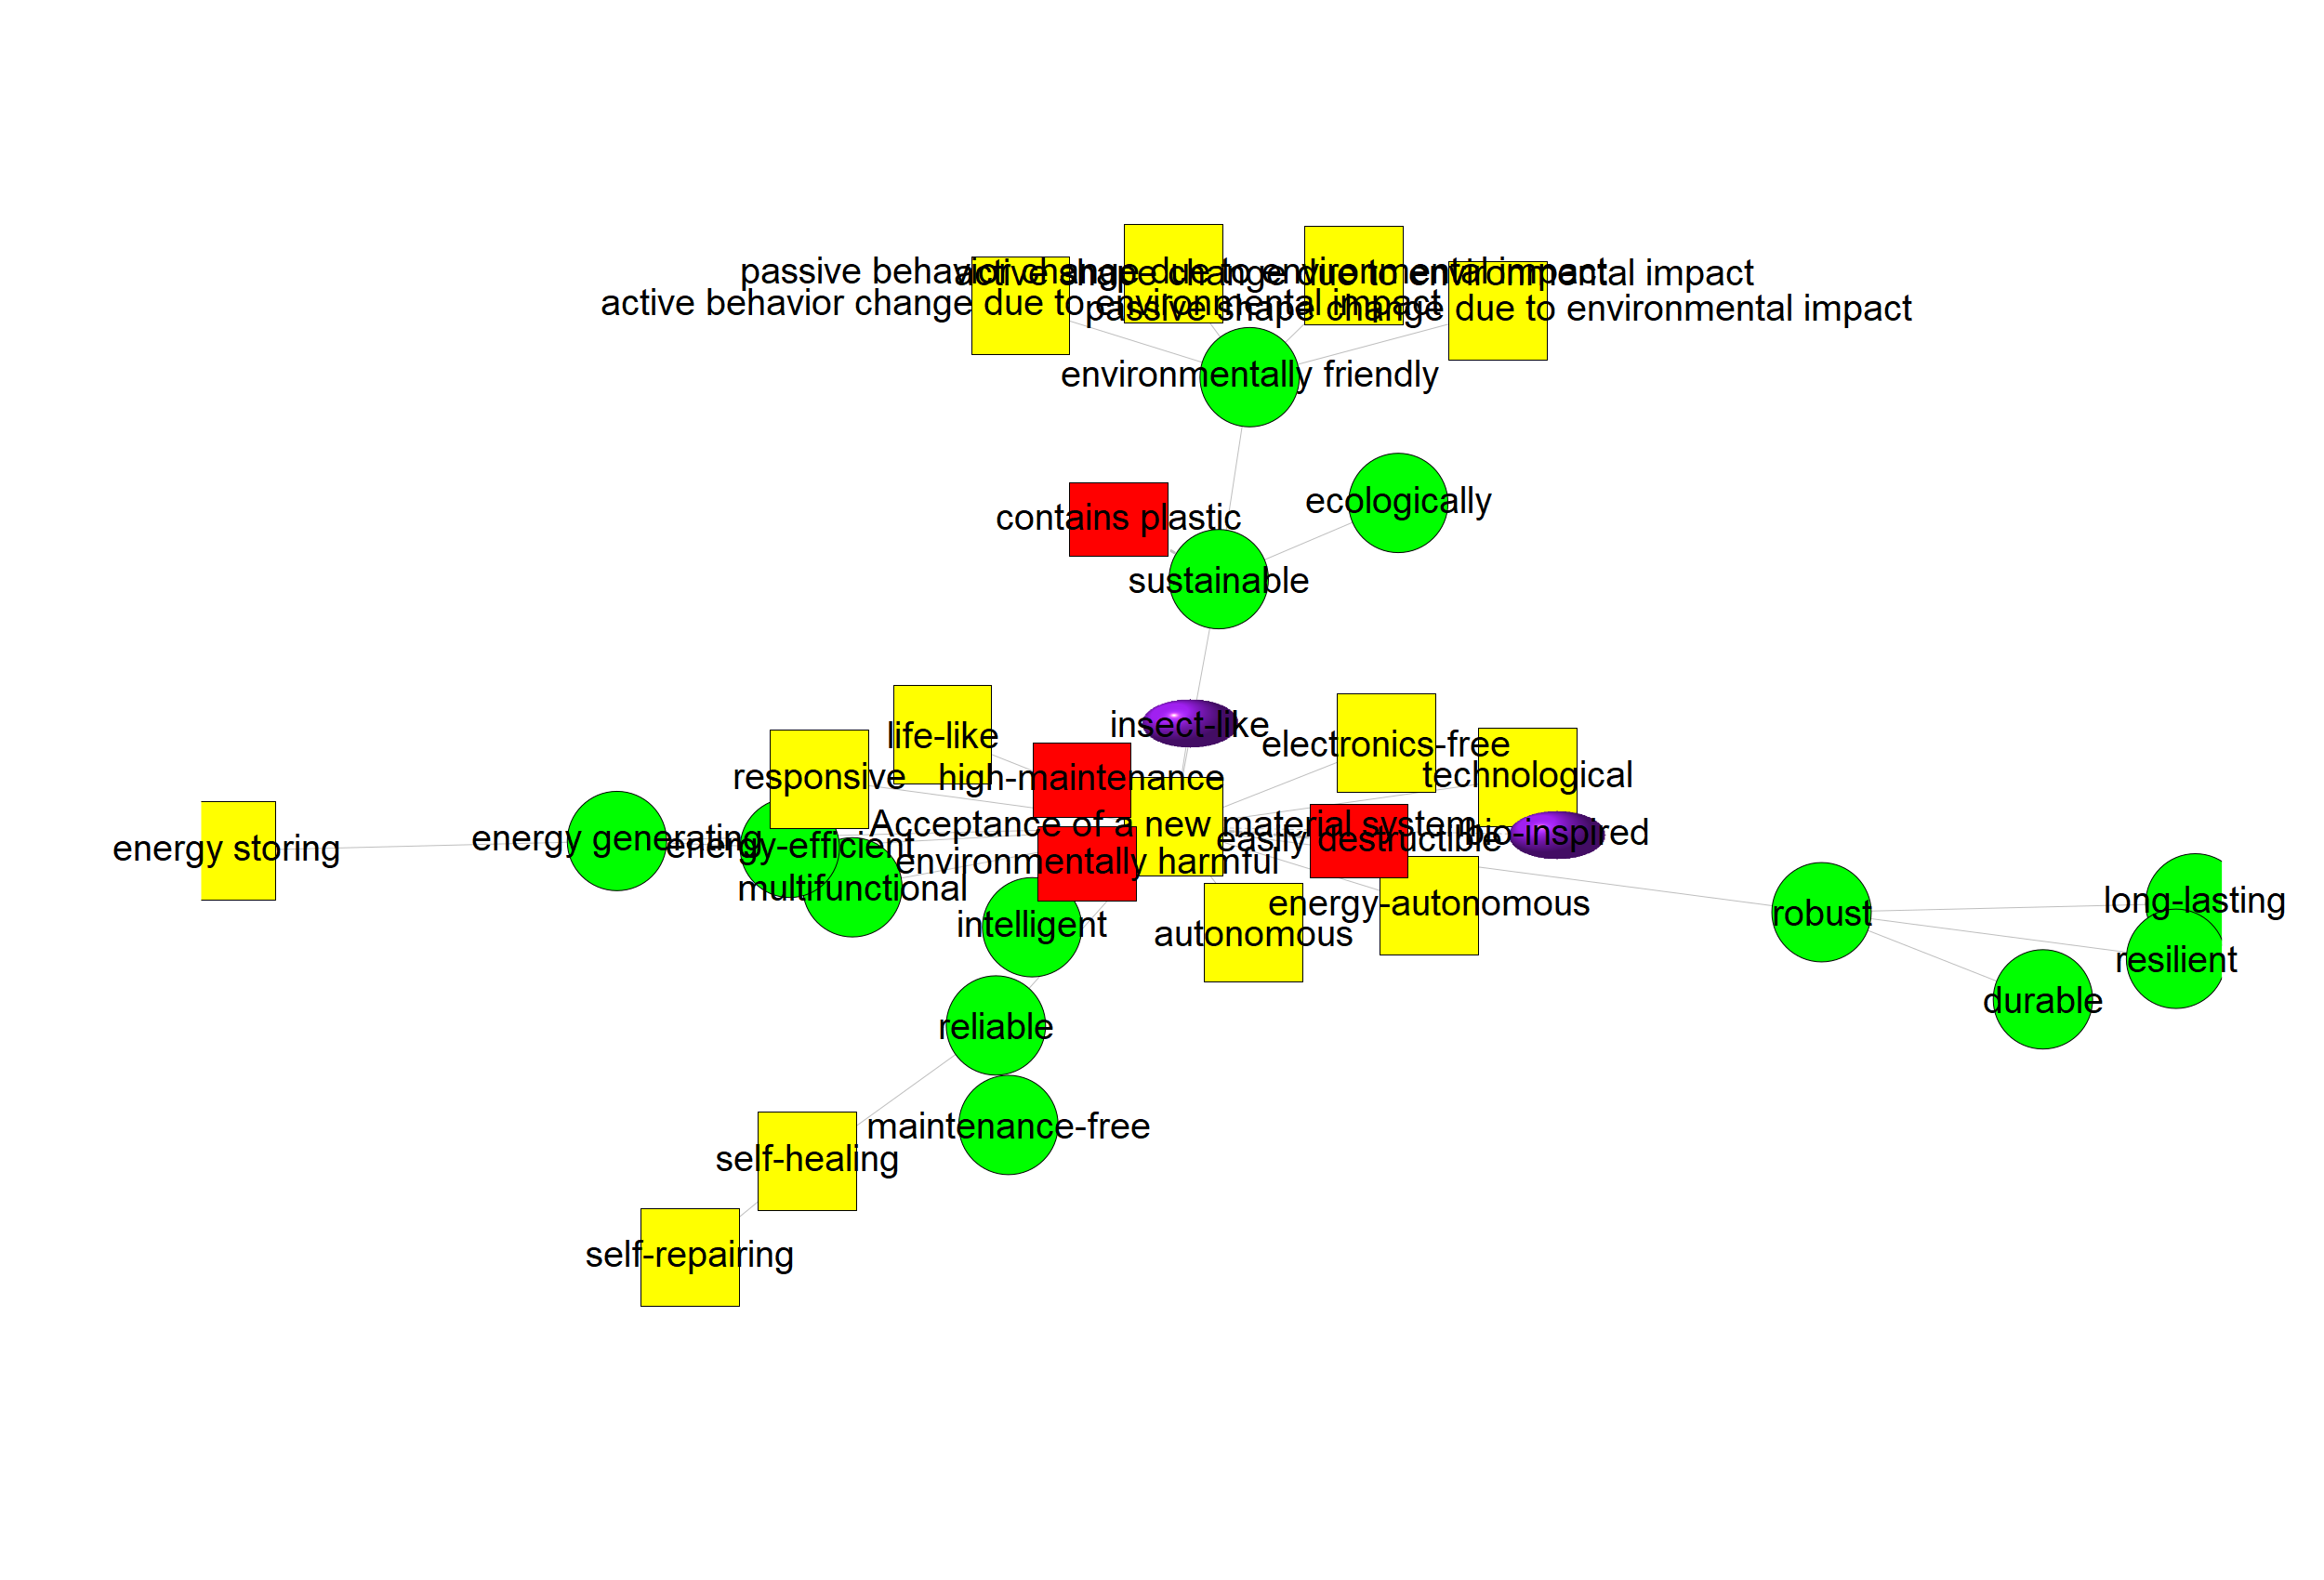 passive behavior change due to environmental impact
active shape change due to environmental impact
active behavior change due to environmental impact
passive shape change due to environmental impact
environmentally friendly
ecologically
contains plastic
sustainable
insect-like
life-like
electronics-free
responsive
high-maintenance
technological
Acceptance of a new material system
bio-inspired
easily destructible
energy generating
energy-efficient
energy storing
environmentally harmful
multifunctional
long-lasting
energy-autonomous
robust
intelligent
autonomous
resilient
durable
reliable
maintenance-free
self-healing
self-repairing